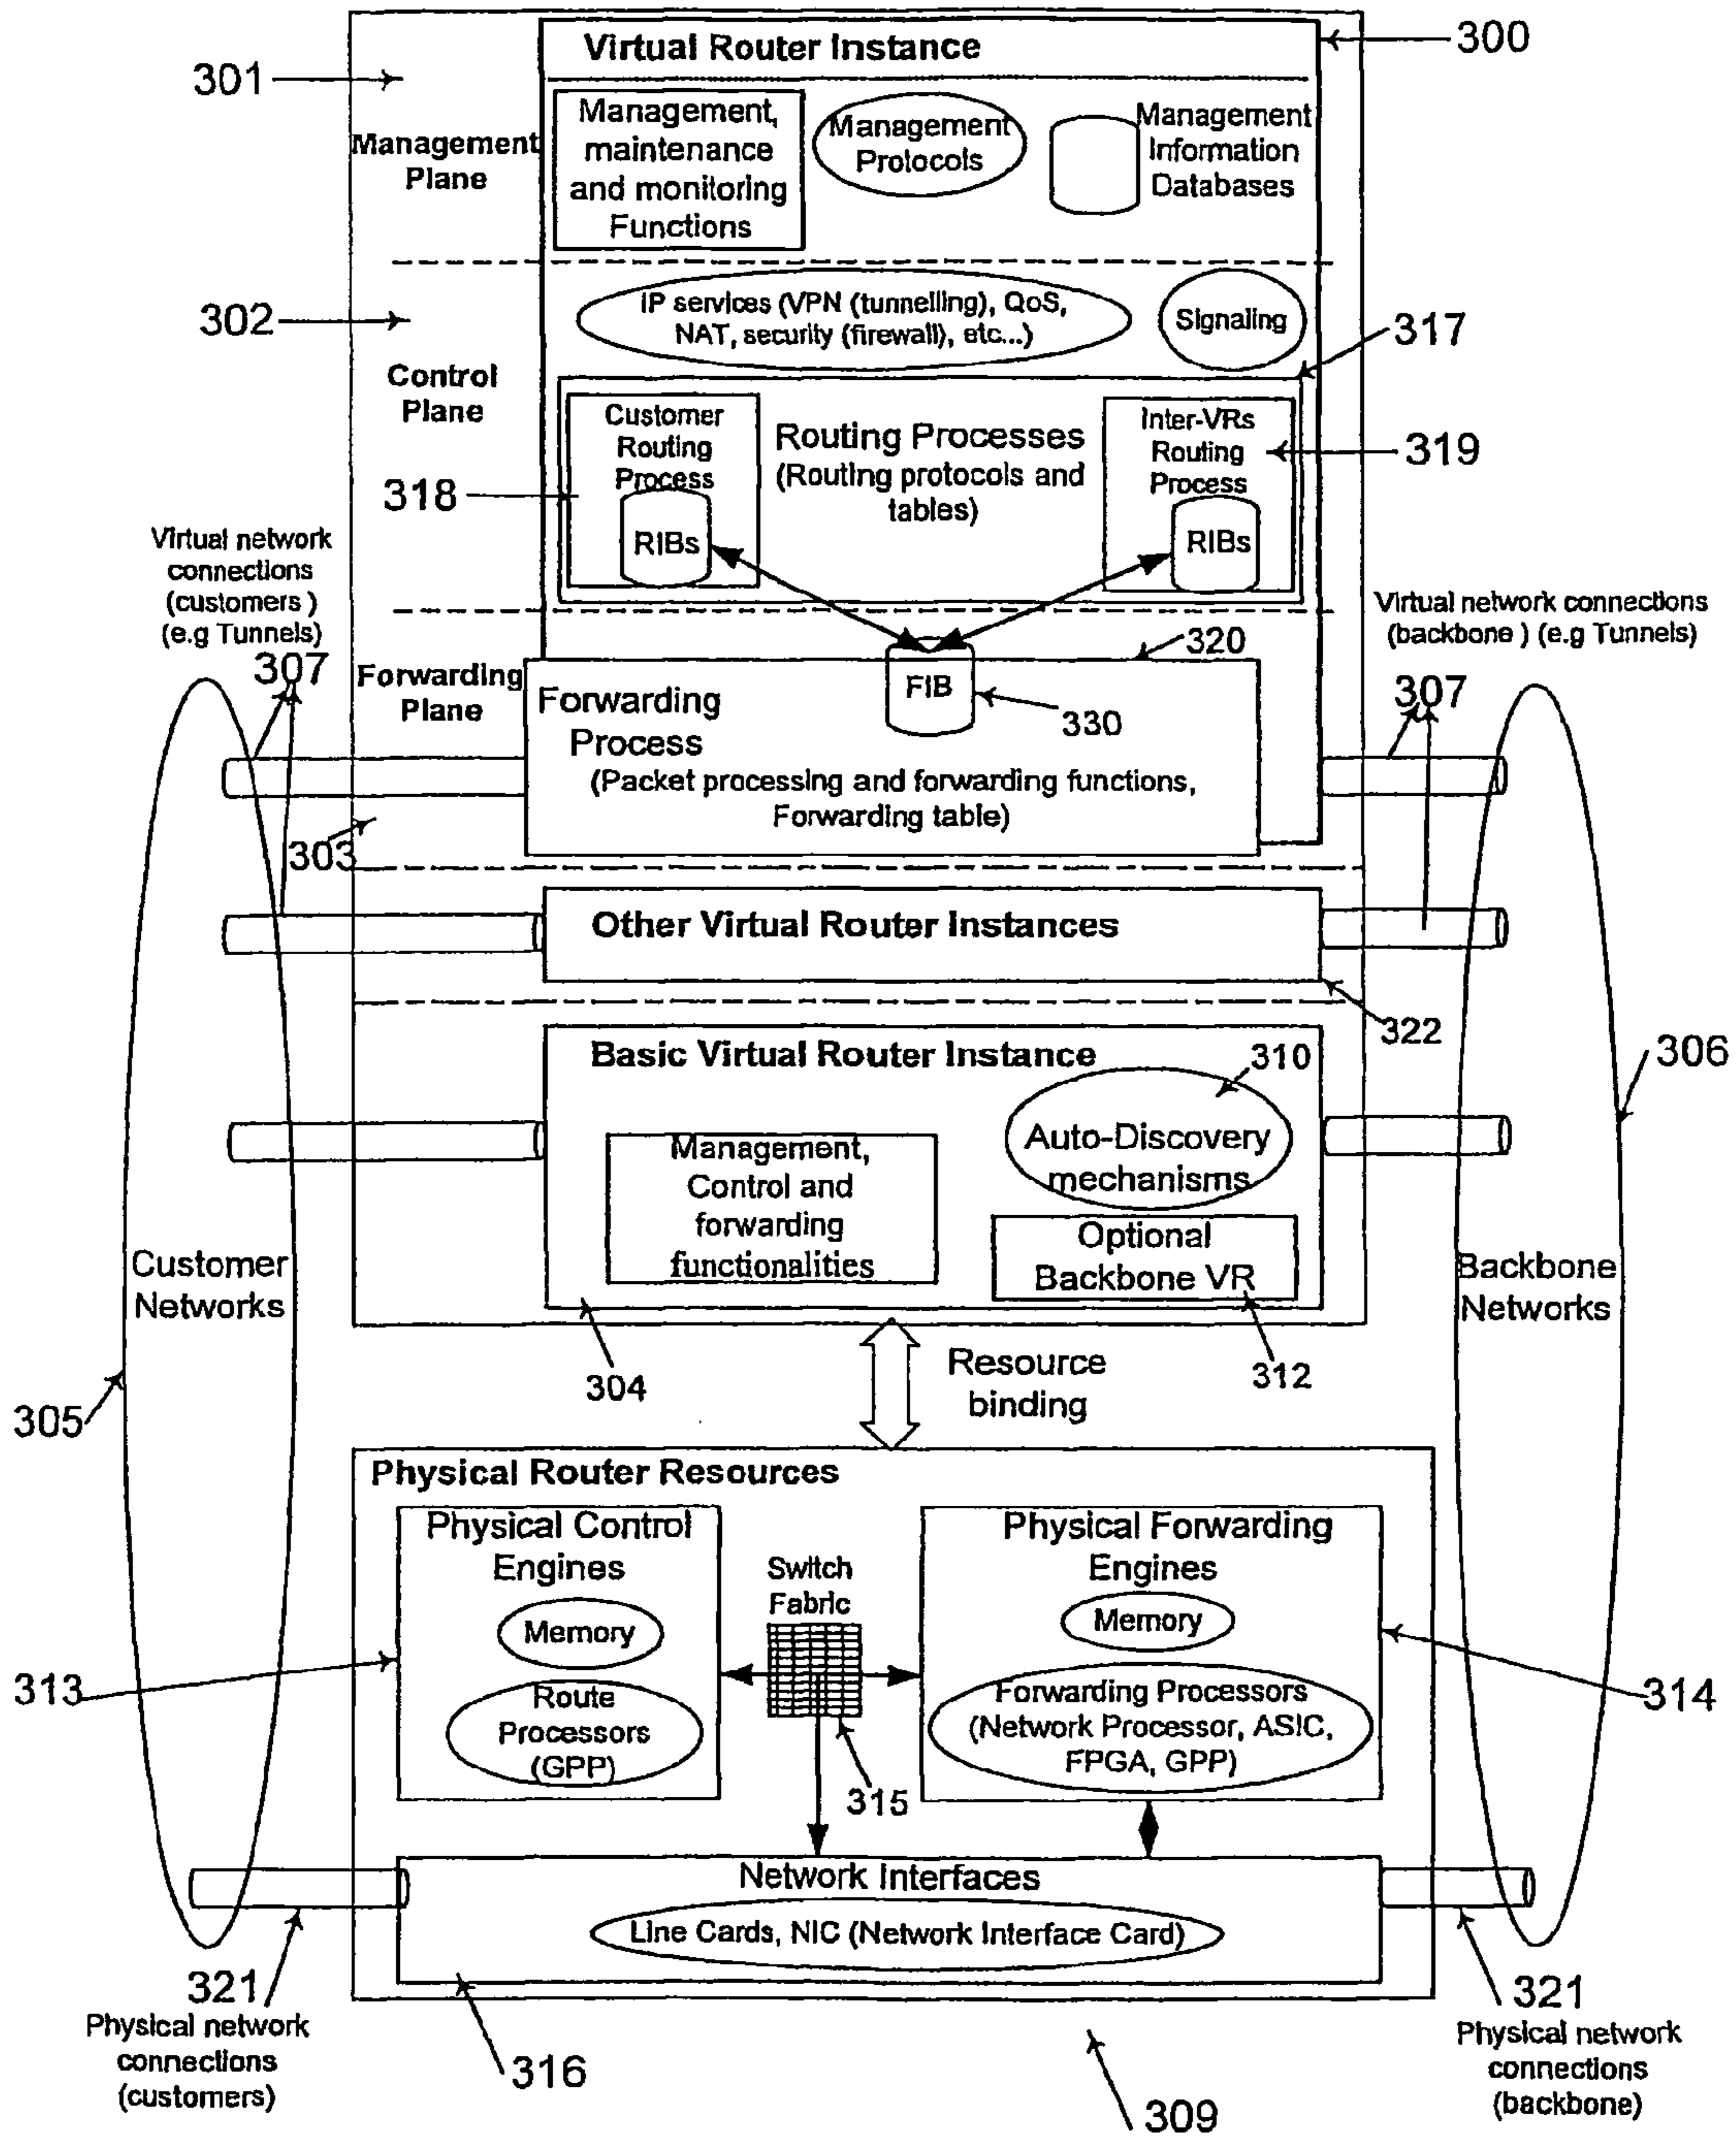 Virtual Router Instance
300
301
Management
Plane
Management,
maintenance
and monitoring
Functions
Management
Protocols
Management
Information
Databases
302
IP services (VPN (tunnelling), QoS,
NAT, security (firewall), etc...)
Signaling
317
Control
Plane
Customer
Routing
Process
RIBs
318
Routing Processes
(Routing protocols and
tables)
Inter-VRs
Routing
Process
RIBs
319
Virtual network
connections
(customers )
(e.g Tunnels)
307
Virtual network connections
(backbone ) (e.g Tunnels)
307
320
Forwarding
Plane
FIB
330
Forwarding
Process
(Packet processing and forwarding functions,
Forwarding table)
303
Other Virtual Router Instances
322
Basic Virtual Router Instance
310
306
Auto-Discovery
mechanisms
Management,
Control and
forwarding
functionalities
Optional
Backbone VR
Customer
Networks
Backbone
Networks
304
312
Resource
binding
305
Physical Router Resources
Physical Control
Engines
Memory
Route
Processors
(GPP)
313
Switch
Fabric
315
Physical Forwarding
Engines
Memory
Forwarding Processors
(Network Processor, ASIC,
FPGA, GPP)
314
Network Interfaces
Line Cards, NIC (Network Interface Card)
321
Physical network
connections
(customers)
316
309
321
Physical network
connections
(backbone)